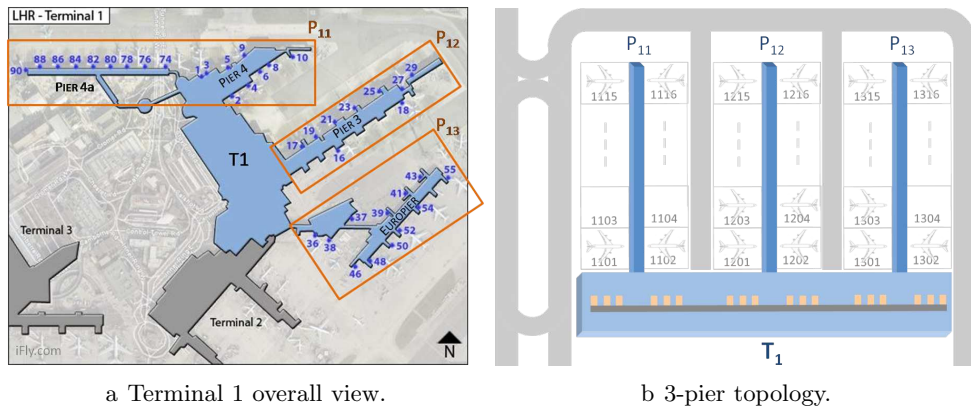 LHR - Terminal 1
P11
P12
P13
90 88 86 84 82 80 78 76 74
1 3 5 9
10
8
6
4
2
PIER 4a
PIER 4
29
27
25
23
21
19
17
18
16
PIER 3
T1
55
43
41
54
39
37
52
50
36
38
48
46
EUROPIER
Terminal 3
Terminal 2
iFly.com
N
a Terminal 1 overall view.
P11 P12 P13
1115 1116 1215 1216 1315 1316
1103 1104 1203 1204 1303 1304
1101 1102 1201 1202 1301 1302
T1
b 3-pier topology.